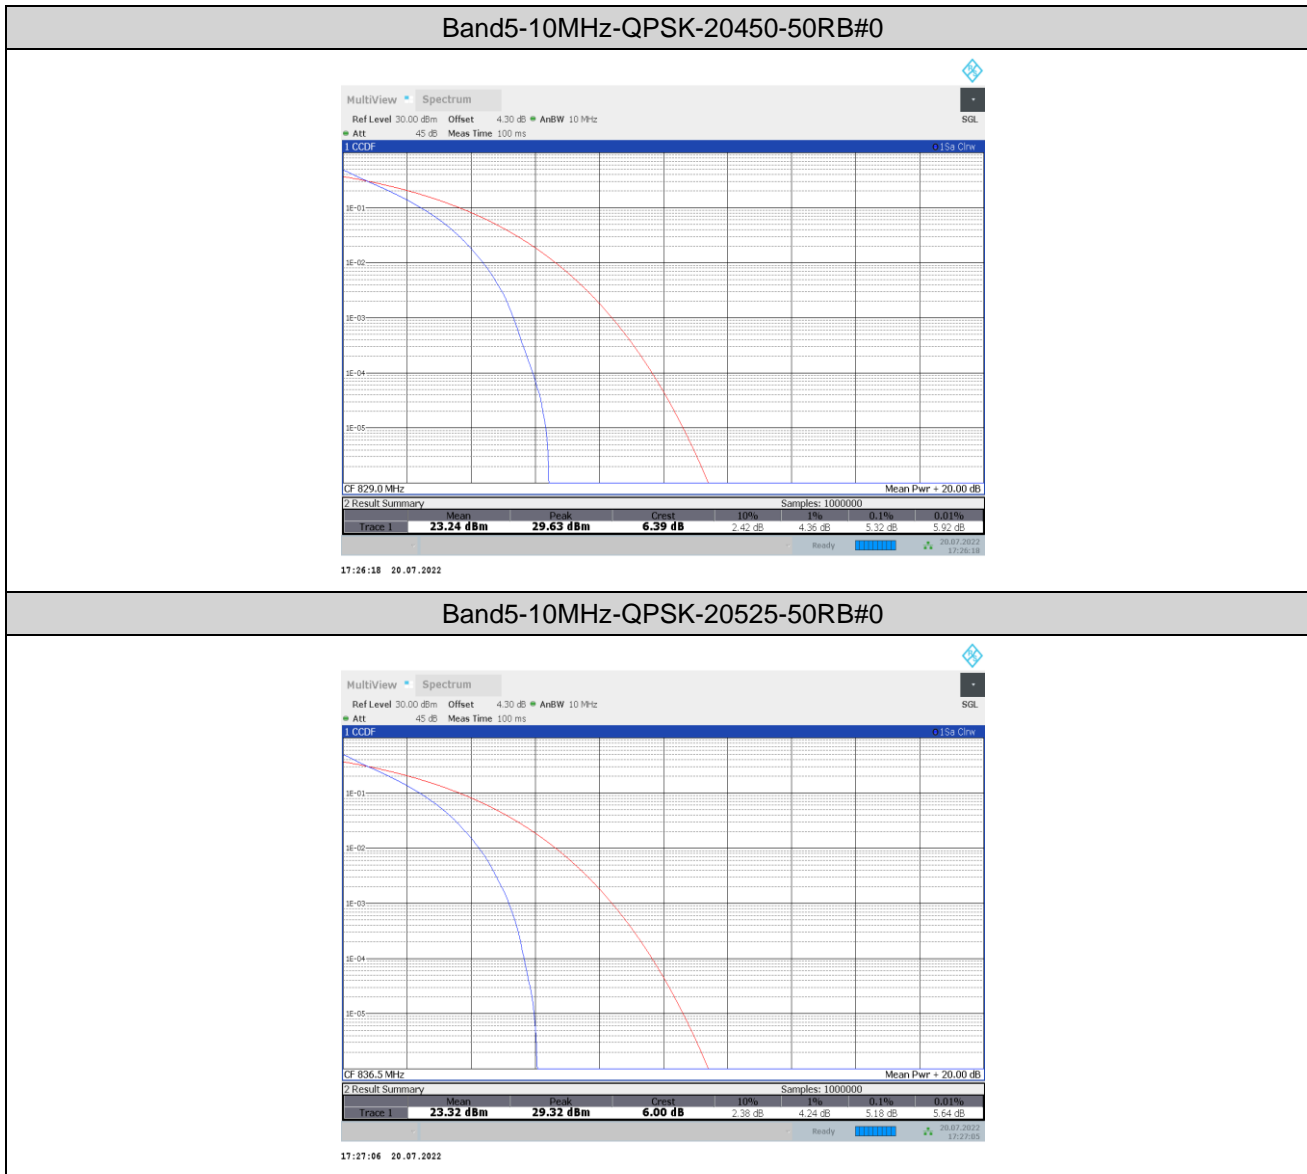 Band5-10MHz-QPSK-20450-50RB#0
MultiView Spectrum
Ref Level 30.00 dBm Offset 4.30 dB AnBW 10 MHz SGL
Att 45 dB Meas Time 100 ms
1 CCDF 1Sa Clrw
1E-01
1E-02
1E-03
1E-04
1E-05
CF 829.0 MHz Mean Pwr + 20.00 dB
2 Result Summary Samples: 1000000
Mean Peak Crest 10% 1% 0.1% 0.01%
Trace 1 23.24 dBm 29.63 dBm 6.39 dB 2.42 dB 4.36 dB 5.32 dB 5.92 dB
Ready 20.07.2022
17:26:18
17:26:18 20.07.2022
Band5-10MHz-QPSK-20525-50RB#0
MultiView Spectrum
Ref Level 30.00 dBm Offset 4.30 dB AnBW 10 MHz SGL
Att 45 dB Meas Time 100 ms
1 CCDF 1Sa Clrw
1E-01
1E-02
1E-03
1E-04
1E-05
CF 836.5 MHz Mean Pwr + 20.00 dB
2 Result Summary Samples: 1000000
Mean Peak Crest 10% 1% 0.1% 0.01%
Trace 1 23.32 dBm 29.32 dBm 6.00 dB 2.38 dB 4.24 dB 5.18 dB 5.64 dB
Ready 20.07.2022
17:27:05
17:27:06 20.07.2022